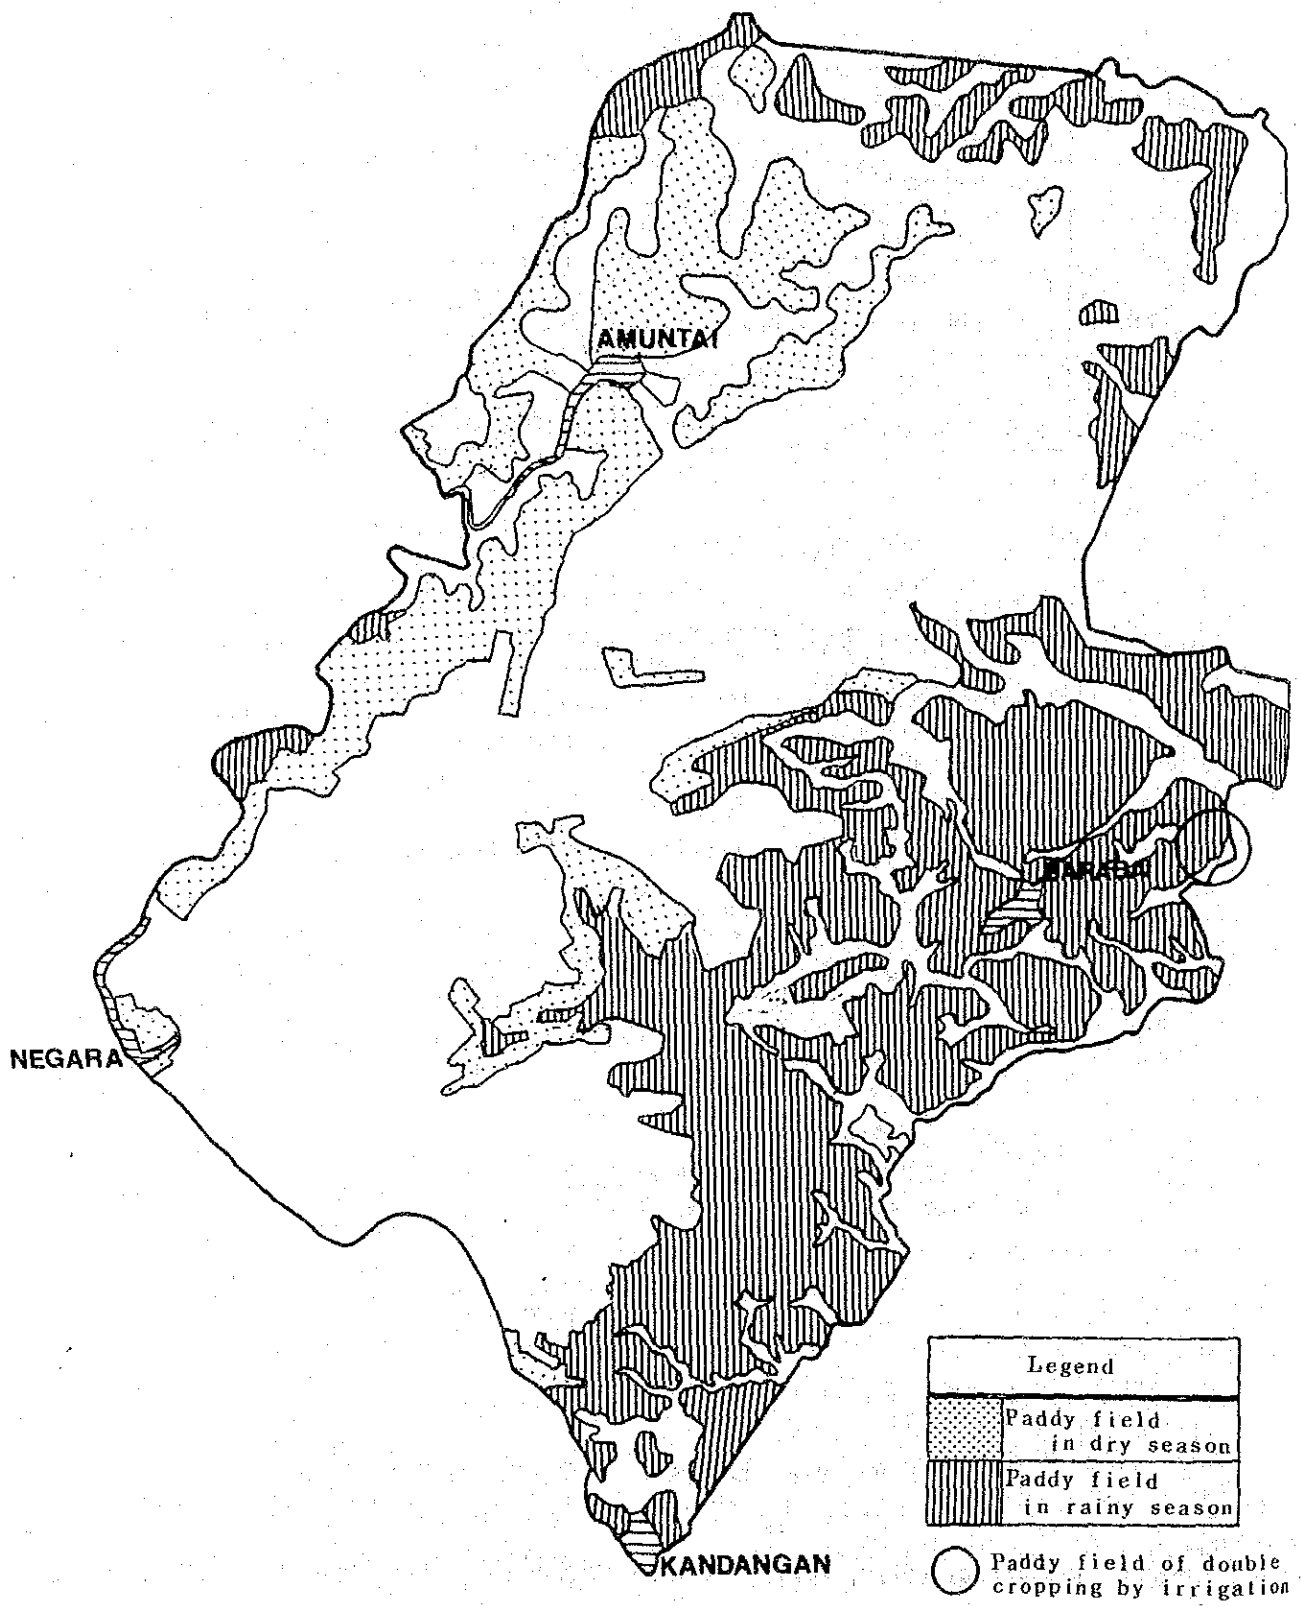 AMUNTAI
BARABAI
NEGARA
KANDANGAN
Legend
Paddy field
in dry season
Paddy field
in rainy season
Paddy field of double
cropping by irrigation